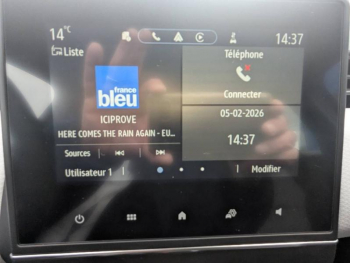 14°C
14:37
Liste
Téléphone
france
bleu
Connecter
ICIPROVE
HERE COMES THE RAIN AGAIN - EU...
05-02-2026
14:37
Sources
Utilisateur 1
Modifier